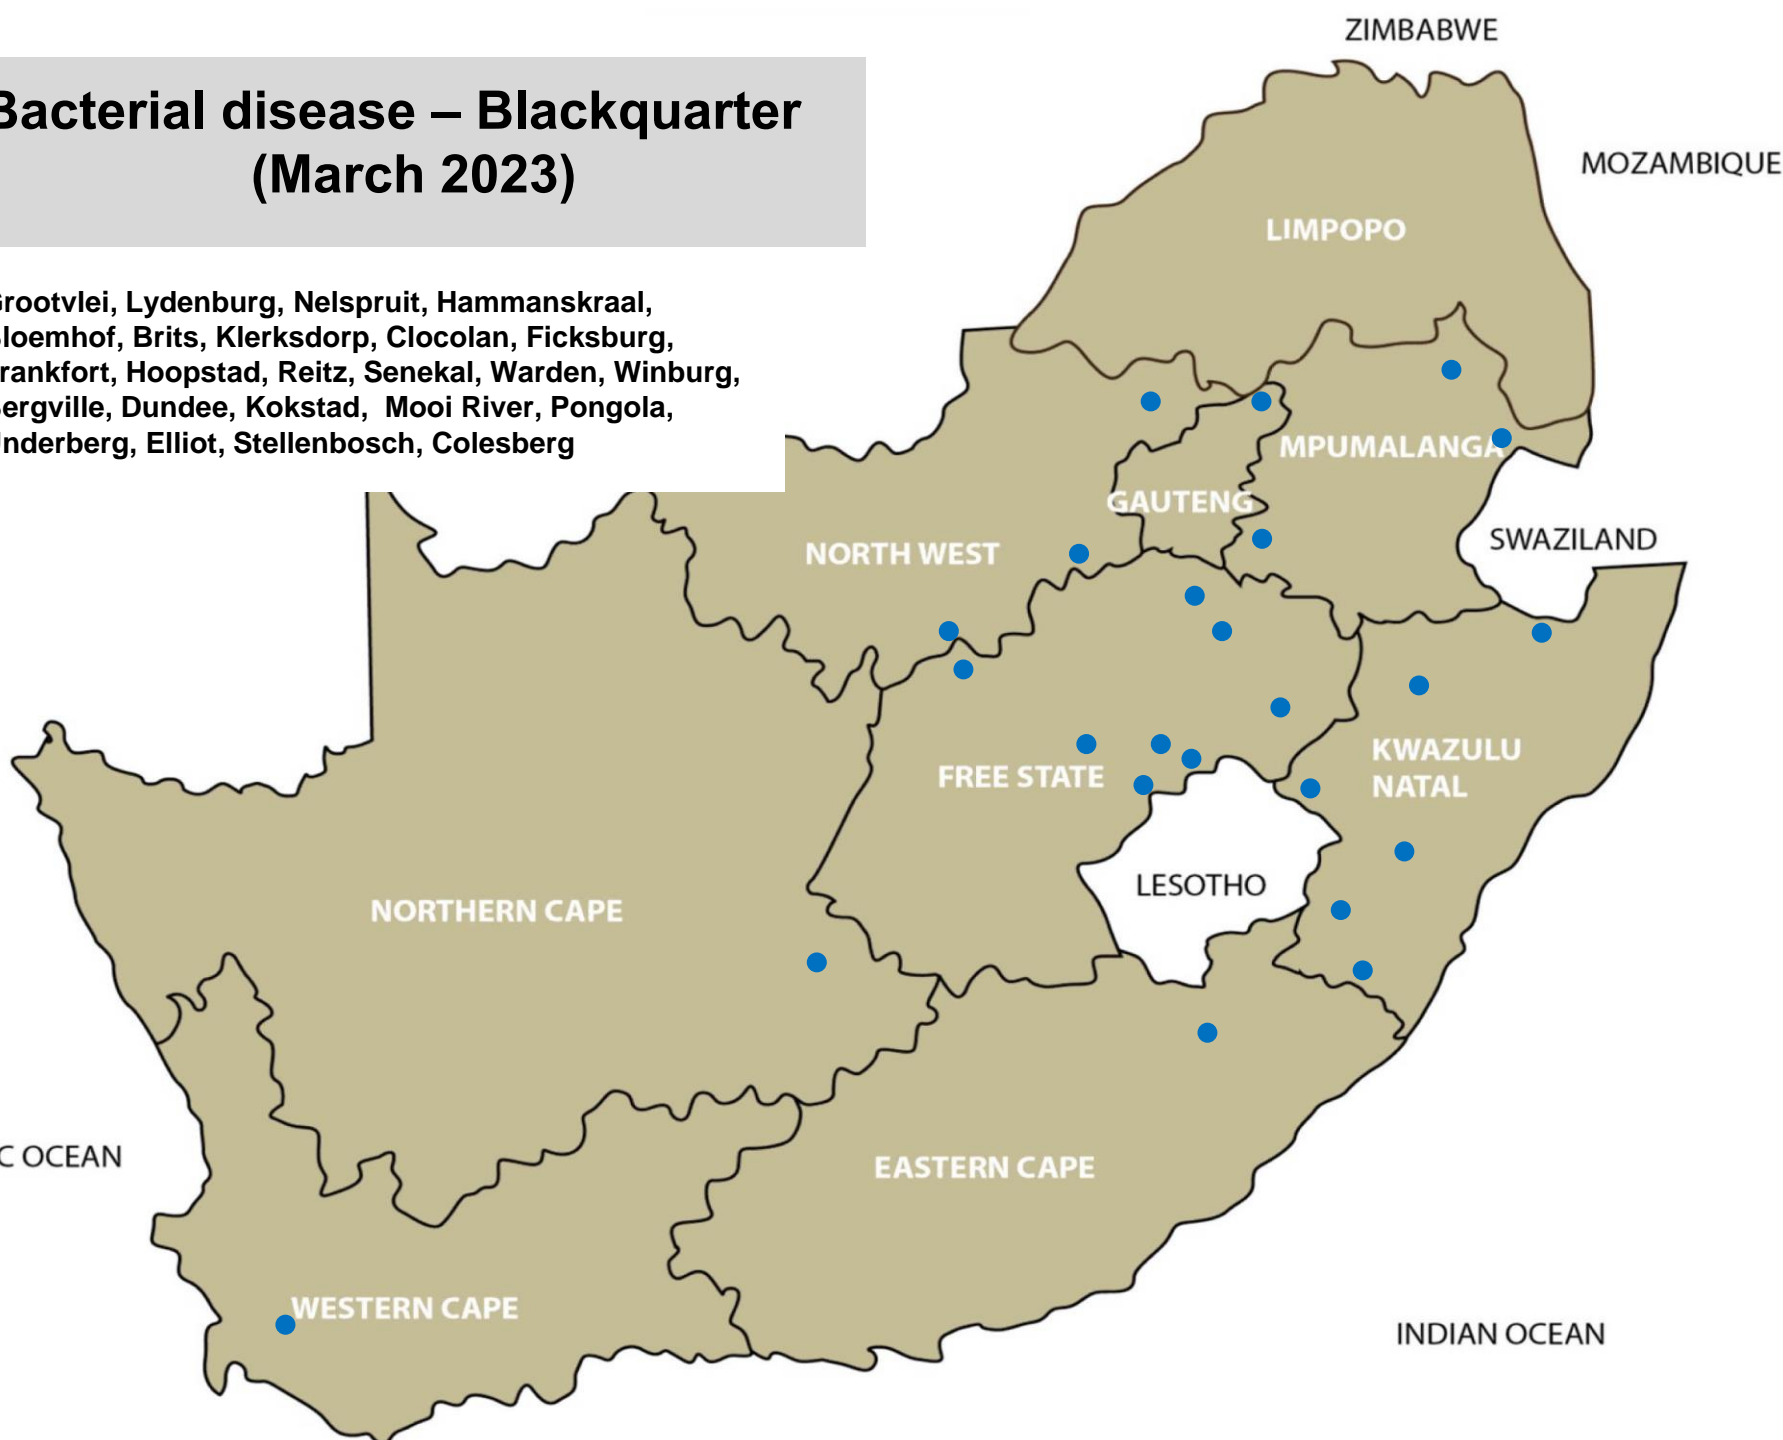 ZIMBABWE
Bacterial disease – Blackquarter
(March 2023)
MOZAMBIQUE
LIMPOPO
Grootvlei, Lydenburg, Nelspruit, Hammanskraal,
Bloemhof, Brits, Klerksdorp, Clocolan, Ficksburg,
rankfort, Hoopstad, Reitz, Senekal, Warden, Winburg,
Bergville, Dundee, Kokstad, Mooi River, Pongola,
Underberg, Elliot, Stellenbosch, Colesberg
MPUMALANGA
GAUTENG
SWAZILAND
NORTH WEST
KWAZULU
NATAL
FREE STATE
LESOTHO
NORTHERN CAPE
C OCEAN
EASTERN CAPE
WESTERN CAPE
INDIAN OCEAN